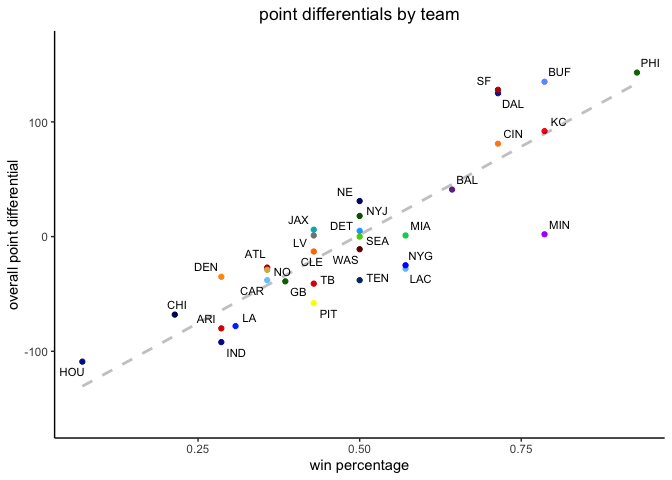 point differentials by team
overall point differential
100
0
-100
PHI
BUF
SF
DAL
KC
CIN
BAL
NE
NYJ
JAX
DET
MIA
MIN
LV
SEA
CLE
WAS
ATL
NYG
DEN
NO
LAC
CAR
TB
TEN
GB
PIT
CHI
ARI
LA
IND
HOU
0.25
0.50
0.75
win percentage